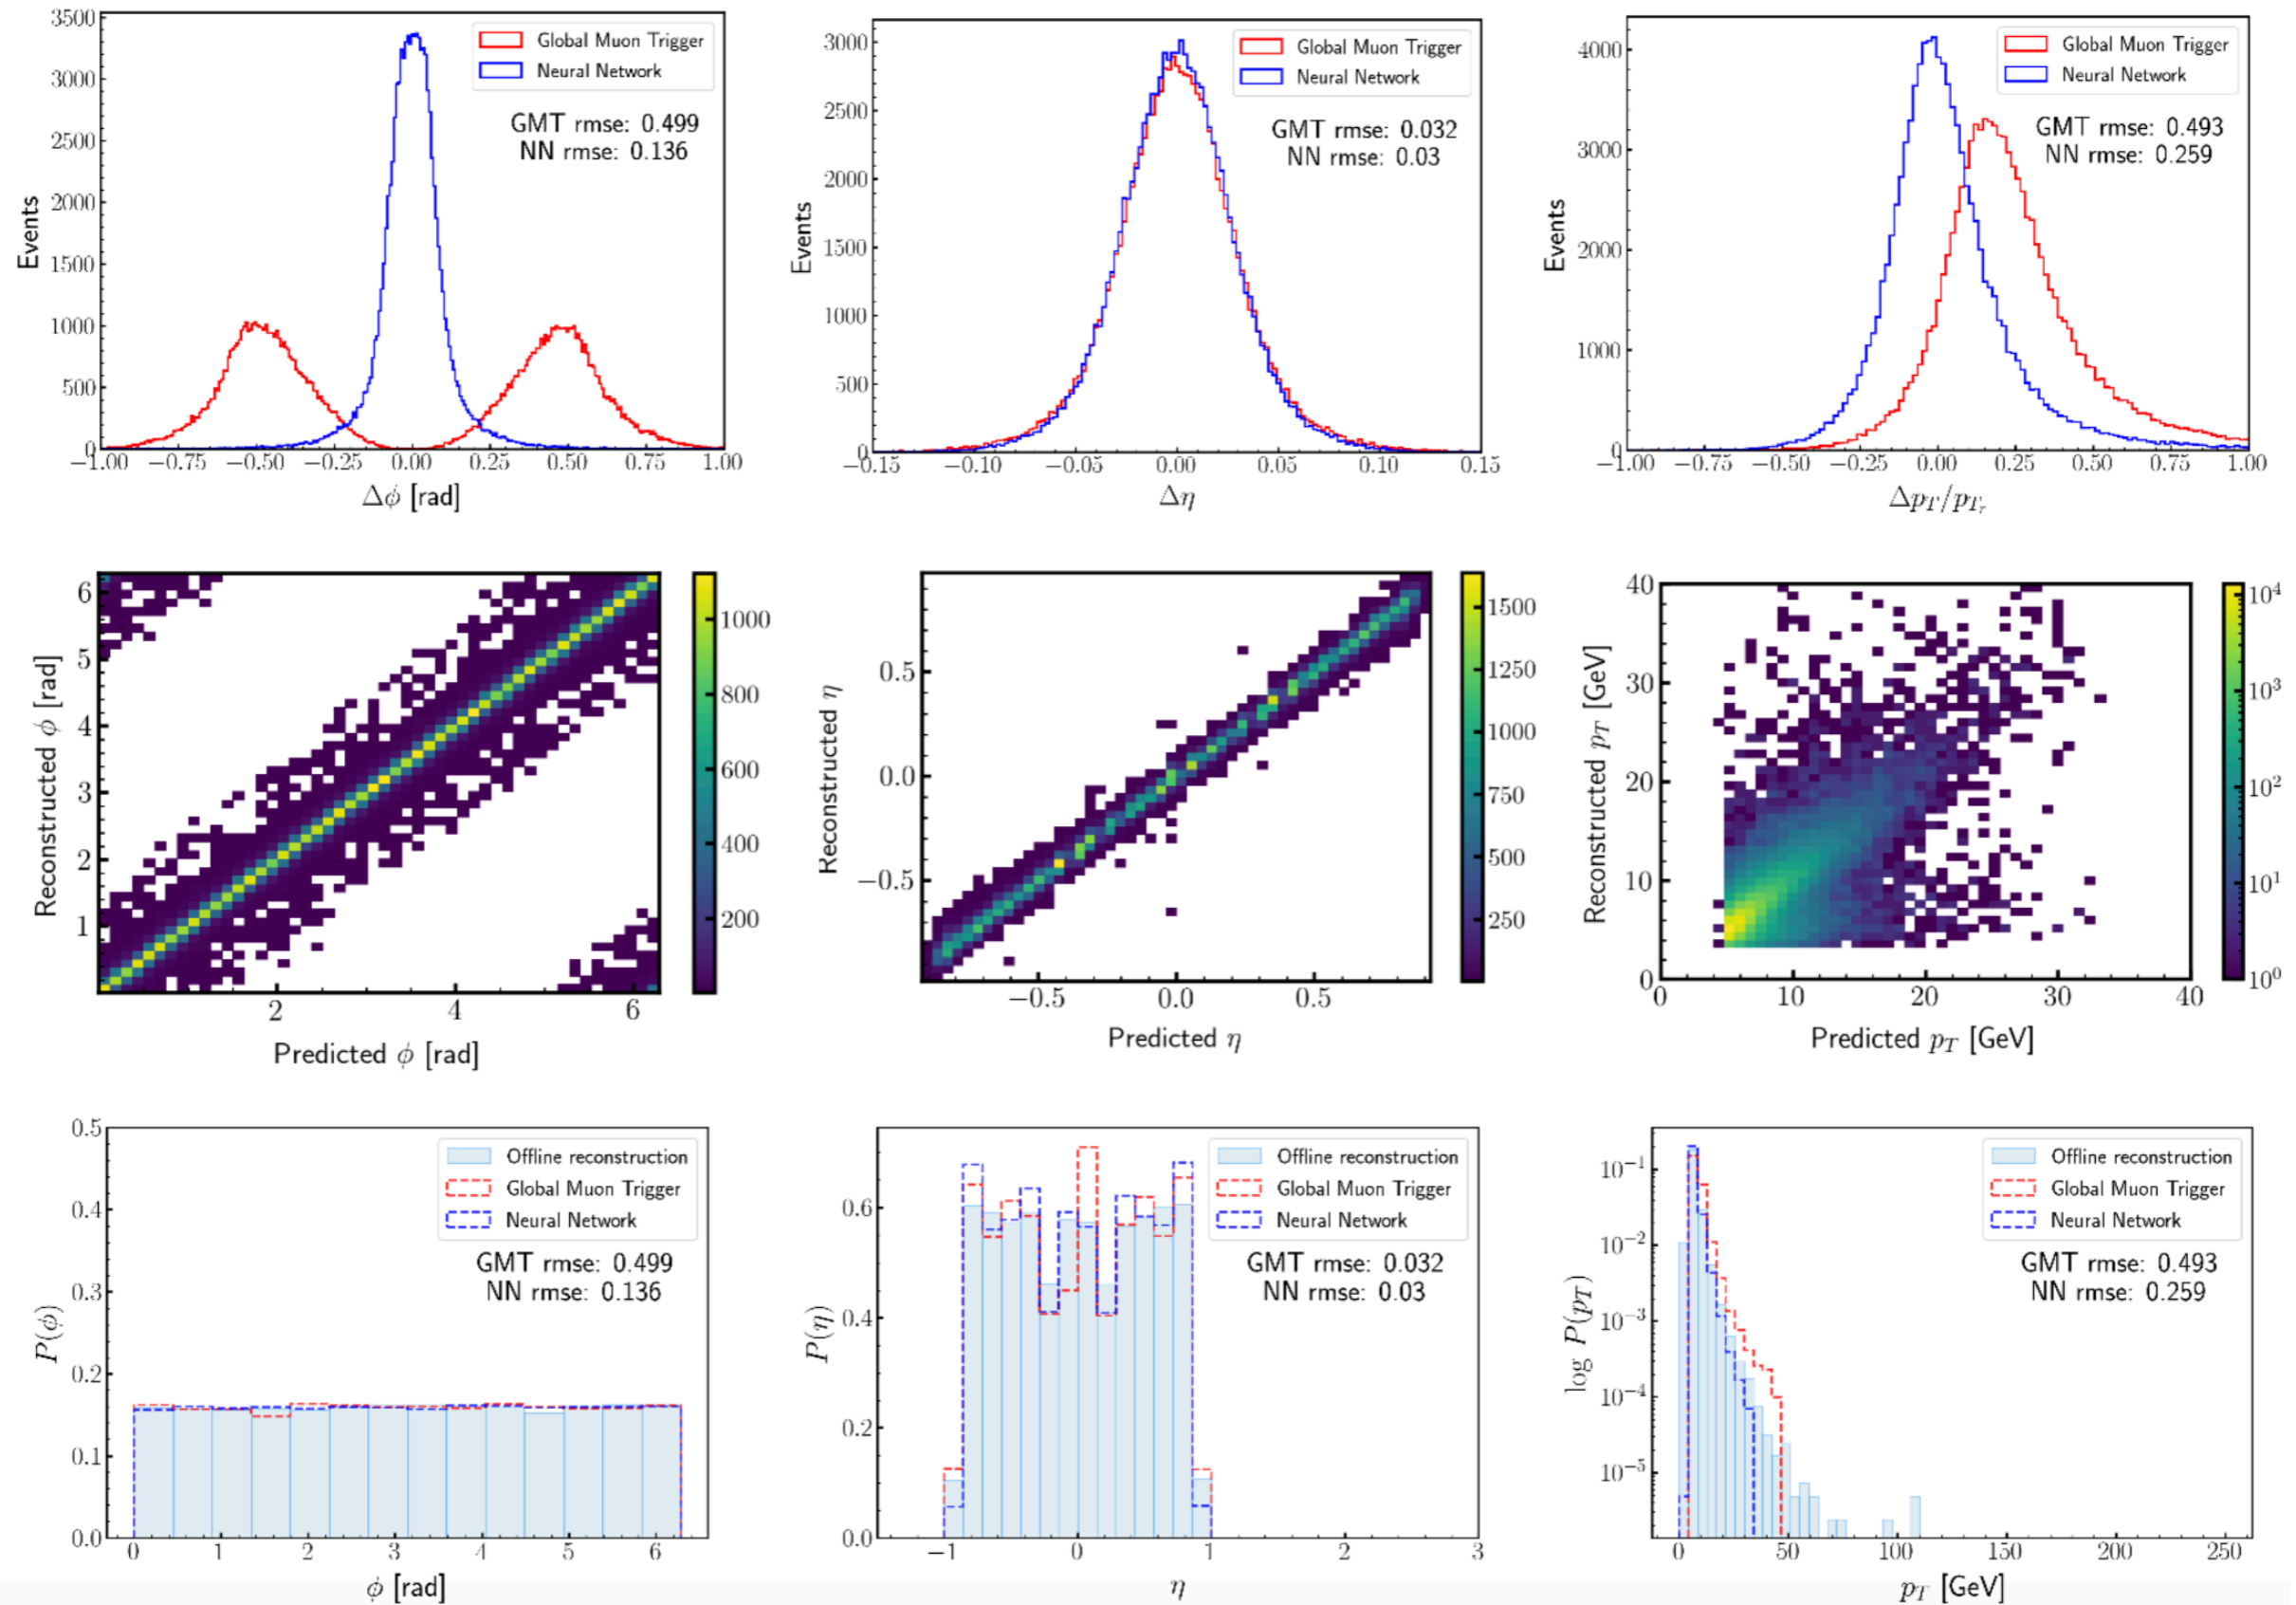 3500
3000
2500
2000
1500
1000
500
0
Events
Global Muon Trigger
Neural Network
GMT rmse: 0.499
NN rmse: 0.136
−1.00 −0.75 −0.50 −0.25 0.00 0.25 0.50 0.75 1.00
Δϕ [rad]
3000
2500
2000
1500
1000
500
0
Events
Global Muon Trigger
Neural Network
GMT rmse: 0.032
NN rmse: 0.03
−0.15 −0.10 −0.05 0.00 0.05 0.10 0.15
Δη
4000
3000
2000
1000
0
Events
Global Muon Trigger
Neural Network
GMT rmse: 0.493
NN rmse: 0.259
−1.00 −0.75 −0.50 −0.25 0.00 0.25 0.50 0.75 1.00
Δp_T/p_{T_r}
6
5
4
3
2
1
Reconstructed ϕ [rad]
2 4 6
Predicted ϕ [rad]
1000
800
600
400
200
0.5
0.0
−0.5
Reconstructed η
−0.5 0.0 0.5
Predicted η
1500
1250
1000
750
500
250
40
30
20
10
0
Reconstructed p_T [GeV]
0 10 20 30 40
Predicted p_T [GeV]
10⁴
10³
10²
10¹
10⁰
0.5
0.4
0.3
0.2
0.1
0.0
P(ϕ)
Offline reconstruction
Global Muon Trigger
Neural Network
GMT rmse: 0.499
NN rmse: 0.136
0 1 2 3 4 5 6
ϕ [rad]
0.6
0.4
0.2
0.0
P(η)
Offline reconstruction
Global Muon Trigger
Neural Network
GMT rmse: 0.032
NN rmse: 0.03
−1 0 1 2 3
η
10⁻¹
10⁻²
10⁻³
10⁻⁴
10⁻⁵
log P(p_T)
Offline reconstruction
Global Muon Trigger
Neural Network
GMT rmse: 0.493
NN rmse: 0.259
0 50 100 150 200 250
p_T [GeV]